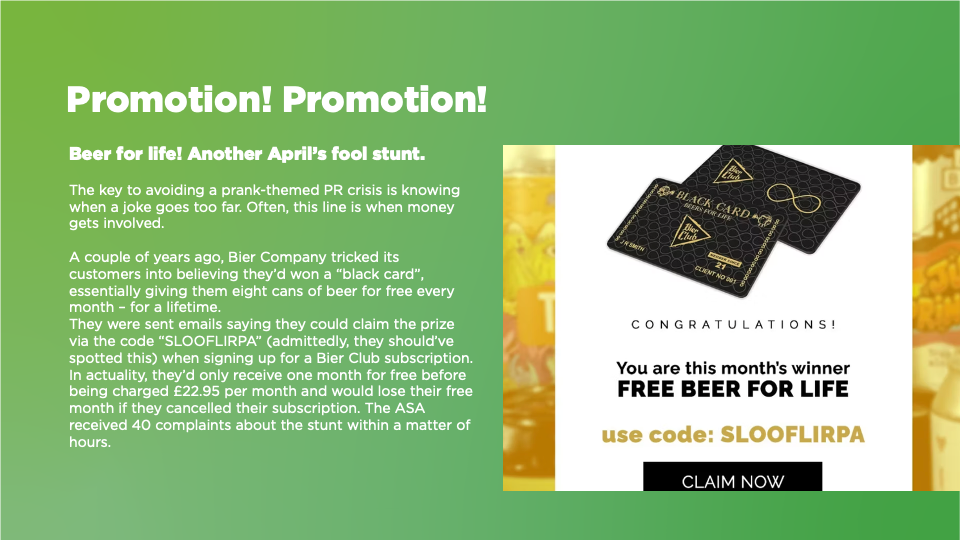 Promotion! Promotion!
Beer for life! Another April’s fool stunt.
The key to avoiding a prank-themed PR crisis is knowing
when a joke goes too far. Often, this line is when money
gets involved.
A couple of years ago, Bier Company tricked its
customers into believing they’d won a “black card”,
essentially giving them eight cans of beer for free every
month – for a lifetime.
They were sent emails saying they could claim the prize
via the code “SLOOFLIRPA” (admittedly, they should’ve
spotted this) when signing up for a Bier Club subscription.
In actuality, they’d only receive one month for free before
being charged £22.95 per month and would lose their free
month if they cancelled their subscription. The ASA
received 40 complaints about the stunt within a matter of
hours.
Bier
Club
BLACK CARD
BEERS FOR LIFE
Bier
Club
J R SMITH
21
CLIENT NO 001
CONGRATULATIONS!
You are this month's winner
FREE BEER FOR LIFE
use code: SLOOFLIRPA
CLAIM NOW